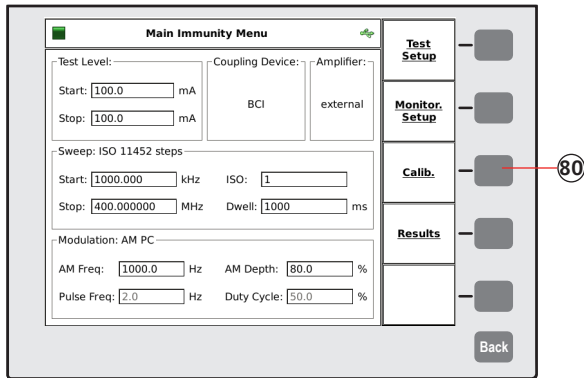 Main Immunity Menu
Test Level:
Start: 100.0 mA
Stop: 100.0 mA
Coupling Device:
BCI
Amplifier:
external
Sweep: ISO 11452 steps
Start: 1000.000 kHz ISO: 1
Stop: 400.000000 MHz Dwell: 1000 ms
Modulation: AM PC
AM Freq: 1000.0 Hz AM Depth: 80.0 %
Pulse Freq: 2.0 Hz Duty Cycle: 50.0 %
Test
Setup
Monitor.
Setup
Calib.
Results
Back
80